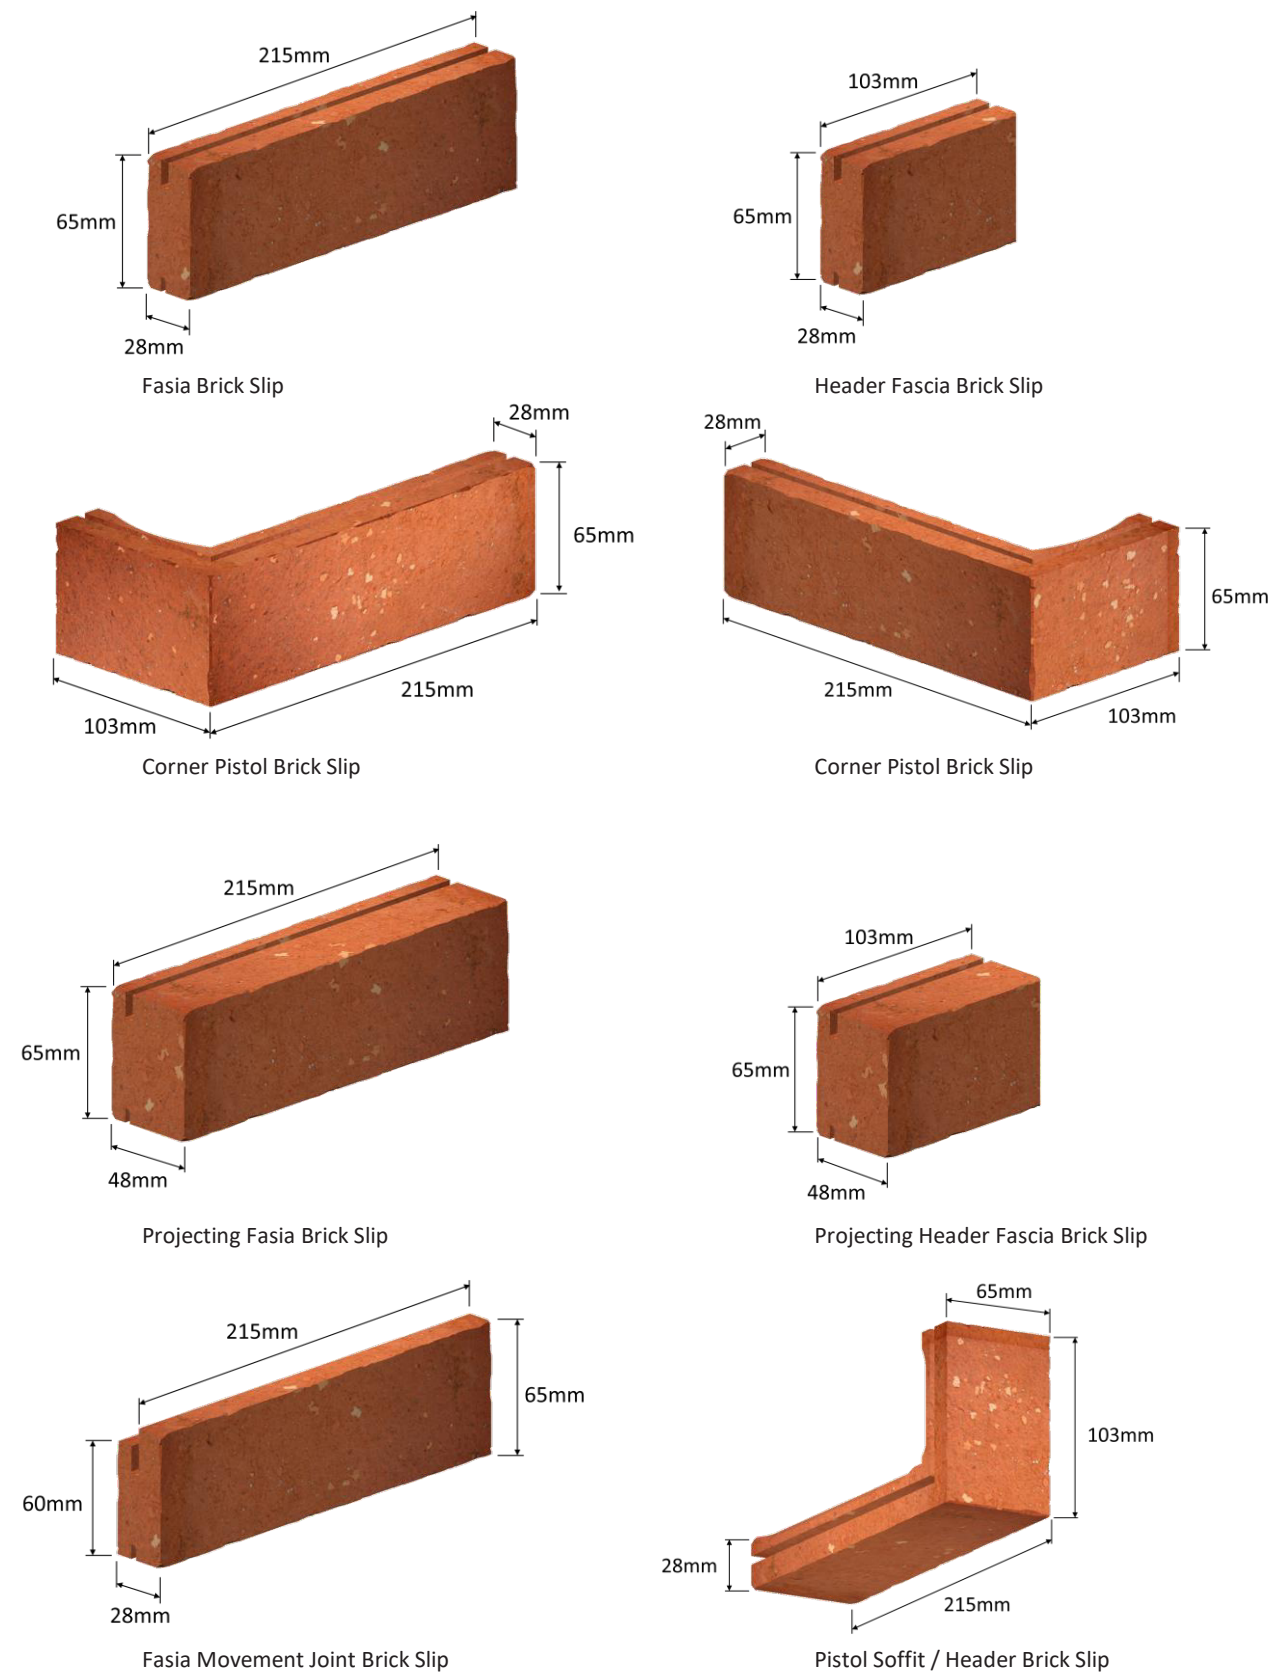 215mm
65mm
28mm
Fasia Brick Slip
103mm
65mm
28mm
Header Fascia Brick Slip
28mm
65mm
215mm
103mm
Corner Pistol Brick Slip
28mm
65mm
215mm
103mm
Corner Pistol Brick Slip
215mm
65mm
48mm
Projecting Fasia Brick Slip
103mm
65mm
48mm
Projecting Header Fascia Brick Slip
215mm
65mm
60mm
28mm
Fasia Movement Joint Brick Slip
65mm
103mm
28mm
215mm
Pistol Soffit / Header Brick Slip